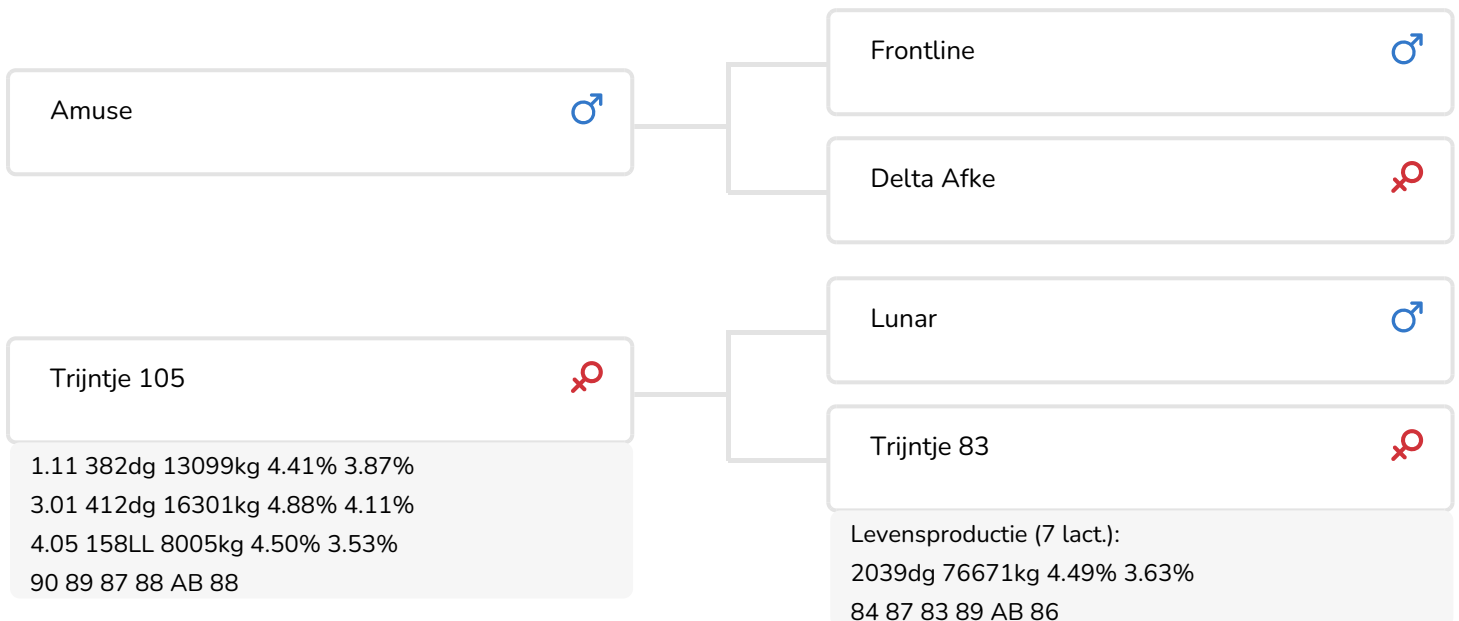 Amuse
Frontline
Delta Afke
Trijntje 105
1.11 382dg 13099kg 4.41% 3.87%
3.01 412dg 16301kg 4.88% 4.11%
4.05 158LL 8005kg 4.50% 3.53%
90 89 87 88 AB 88
Lunar
Trijntje 83
Levensproductie (7 lact.):
2039dg 76671kg 4.49% 3.63%
84 87 83 89 AB 86